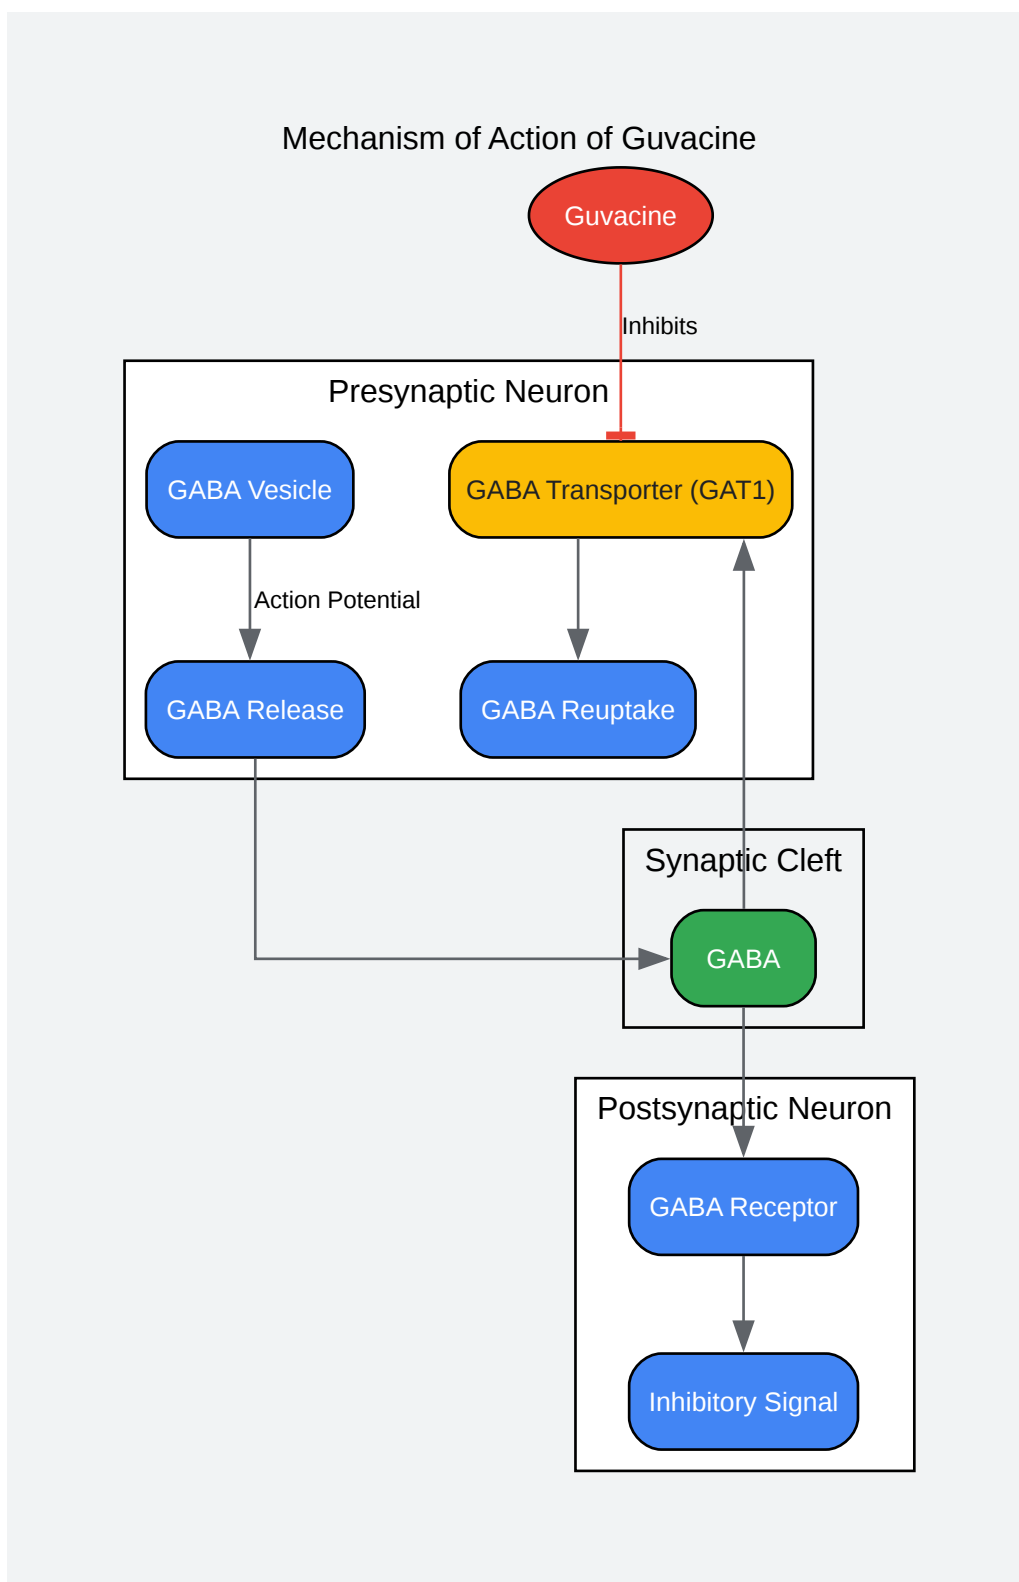 Mechanism of Action of Guvacine
Guvacine
Inhibits
Presynaptic Neuron
GABA Vesicle
GABA Transporter (GAT1)
Action Potential
GABA Release
GABA Reuptake
Synaptic Cleft
GABA
Postsynaptic Neuron
GABA Receptor
Inhibitory Signal